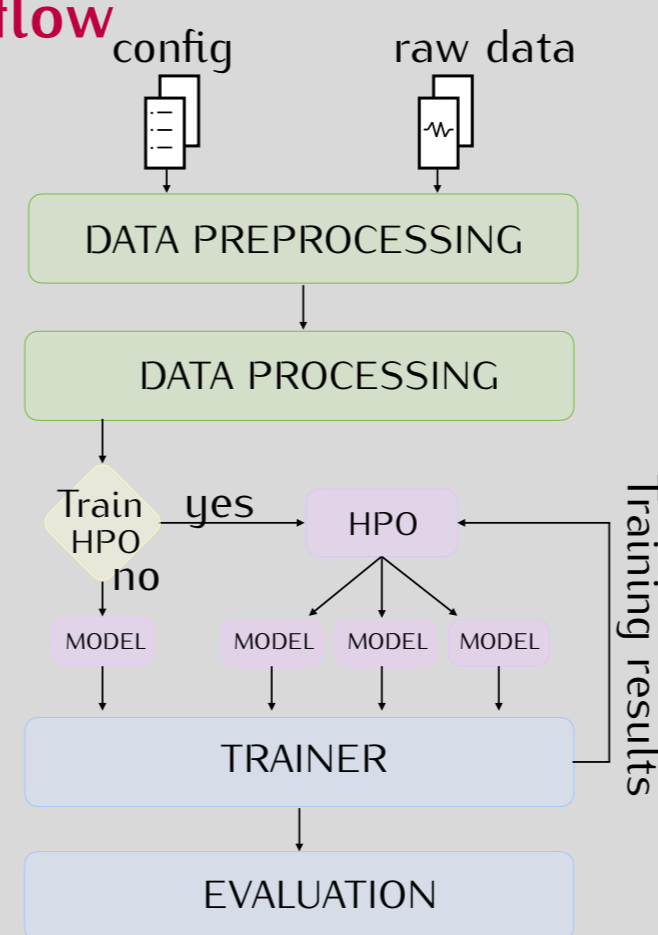 flow
config
raw data
DATA PREPROCESSING
DATA PROCESSING
Train
HPO
yes
no
HPO
MODEL
MODEL
MODEL
MODEL
Training results
TRAINER
EVALUATION